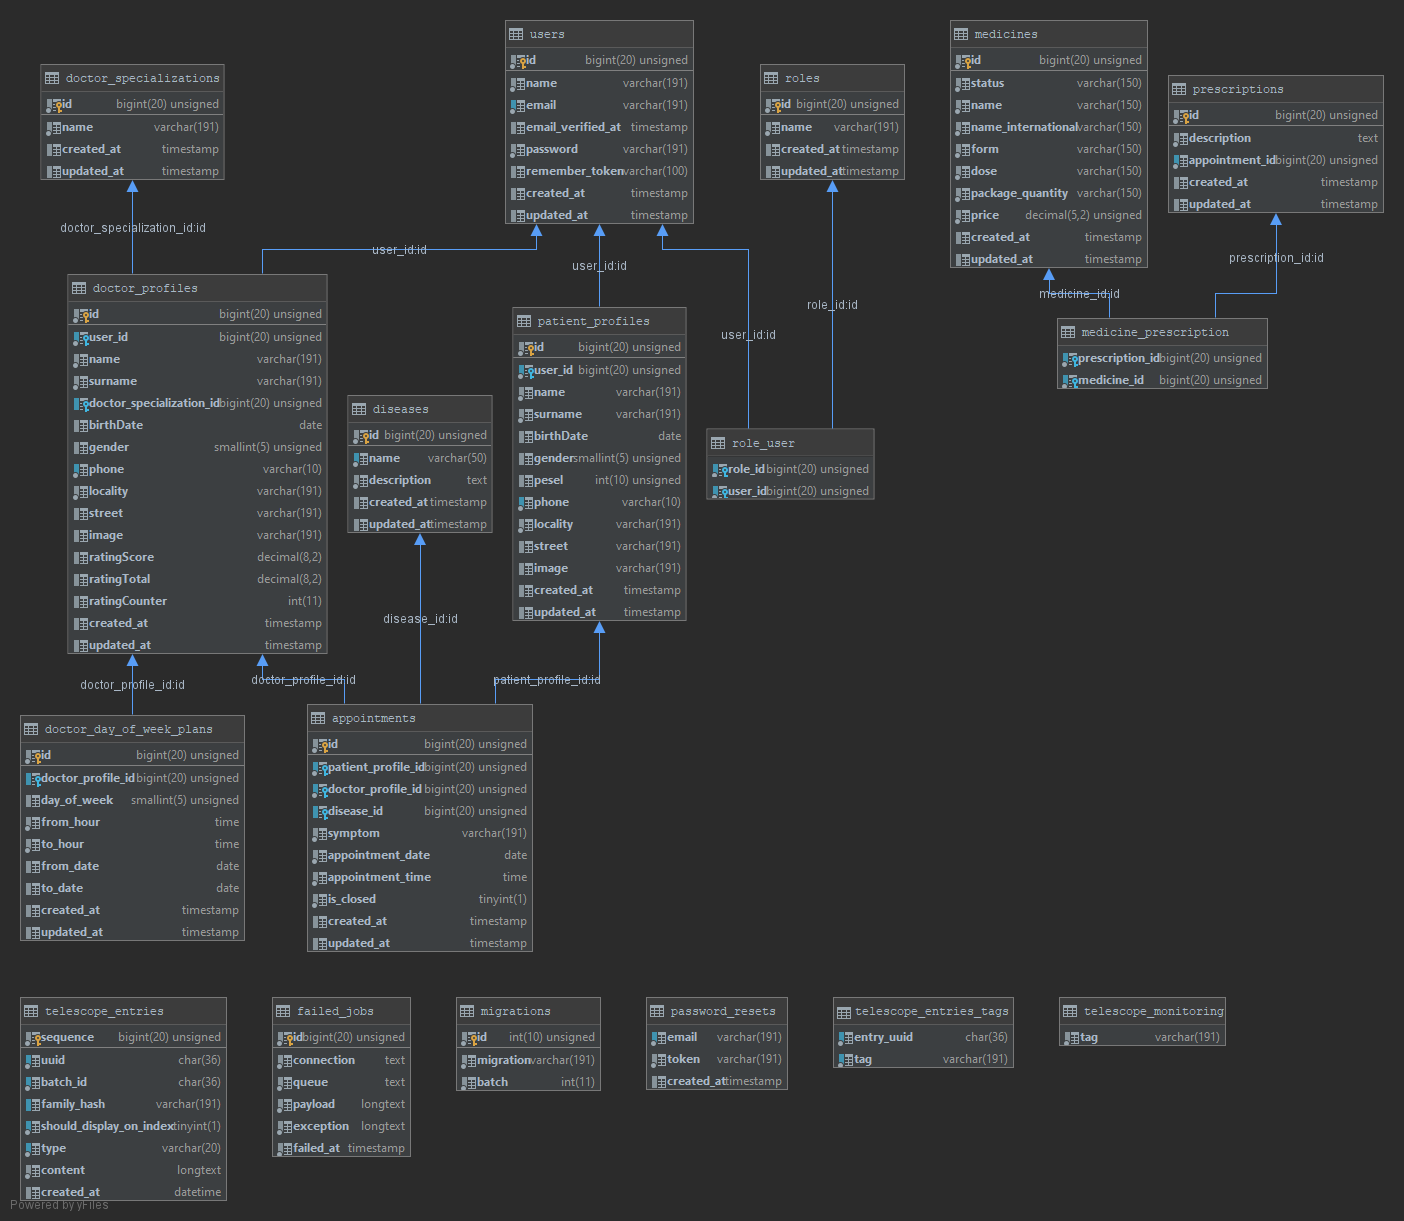 users
id bigint(20) unsigned
name varchar(191)
email varchar(191)
email_verified_at timestamp
password varchar(191)
remember_token varchar(100)
created_at timestamp
updated_at timestamp
medicines
id bigint(20) unsigned
status varchar(150)
name varchar(150)
name_international varchar(150)
form varchar(150)
dose varchar(150)
package_quantity varchar(150)
price decimal(5,2) unsigned
created_at timestamp
updated_at timestamp
doctor_specializations
id bigint(20) unsigned
name varchar(191)
created_at timestamp
updated_at timestamp
roles
id bigint(20) unsigned
name varchar(191)
created_at timestamp
updated_at timestamp
prescriptions
id bigint(20) unsigned
description text
appointment_id bigint(20) unsigned
created_at timestamp
updated_at timestamp
doctor_specialization_id:id
user_id:id
user_id:id
role_id:id
user_id:id
medicine_id:id
prescription_id:id
doctor_profiles
id bigint(20) unsigned
user_id bigint(20) unsigned
name varchar(191)
surname varchar(191)
doctor_specialization_id bigint(20) unsigned
birthDate date
gender smallint(5) unsigned
phone varchar(10)
locality varchar(191)
street varchar(191)
image varchar(191)
ratingScore decimal(8,2)
ratingTotal decimal(8,2)
ratingCounter int(11)
created_at timestamp
updated_at timestamp
patient_profiles
id bigint(20) unsigned
user_id bigint(20) unsigned
name varchar(191)
surname varchar(191)
birthDate date
gender smallint(5) unsigned
pesel int(10) unsigned
phone varchar(10)
locality varchar(191)
street varchar(191)
image varchar(191)
created_at timestamp
updated_at timestamp
medicine_prescription
prescription_id bigint(20) unsigned
medicine_id bigint(20) unsigned
diseases
id bigint(20) unsigned
name varchar(50)
description text
created_at timestamp
updated_at timestamp
role_user
role_id bigint(20) unsigned
user_id bigint(20) unsigned
disease_id:id
doctor_profile_id:id
doctor_profile_id:id
patient_profile_id:id
doctor_day_of_week_plans
id bigint(20) unsigned
doctor_profile_id bigint(20) unsigned
day_of_week smallint(5) unsigned
from_hour time
to_hour time
from_date date
to_date date
created_at timestamp
updated_at timestamp
appointments
id bigint(20) unsigned
patient_profile_id bigint(20) unsigned
doctor_profile_id bigint(20) unsigned
disease_id bigint(20) unsigned
symptom varchar(191)
appointment_date date
appointment_time time
is_closed tinyint(1)
created_at timestamp
updated_at timestamp
telescope_entries
sequence bigint(20) unsigned
uuid char(36)
batch_id char(36)
family_hash varchar(191)
should_display_on_index tinyint(1)
type varchar(20)
content longtext
created_at datetime
failed_jobs
id bigint(20) unsigned
connection text
queue text
payload longtext
exception longtext
failed_at timestamp
migrations
id int(10) unsigned
migration varchar(191)
batch int(11)
password_resets
email varchar(191)
token varchar(191)
created_at timestamp
telescope_entries_tags
entry_uuid char(36)
tag varchar(191)
telescope_monitoring
tag varchar(191)
Powered by yFiles